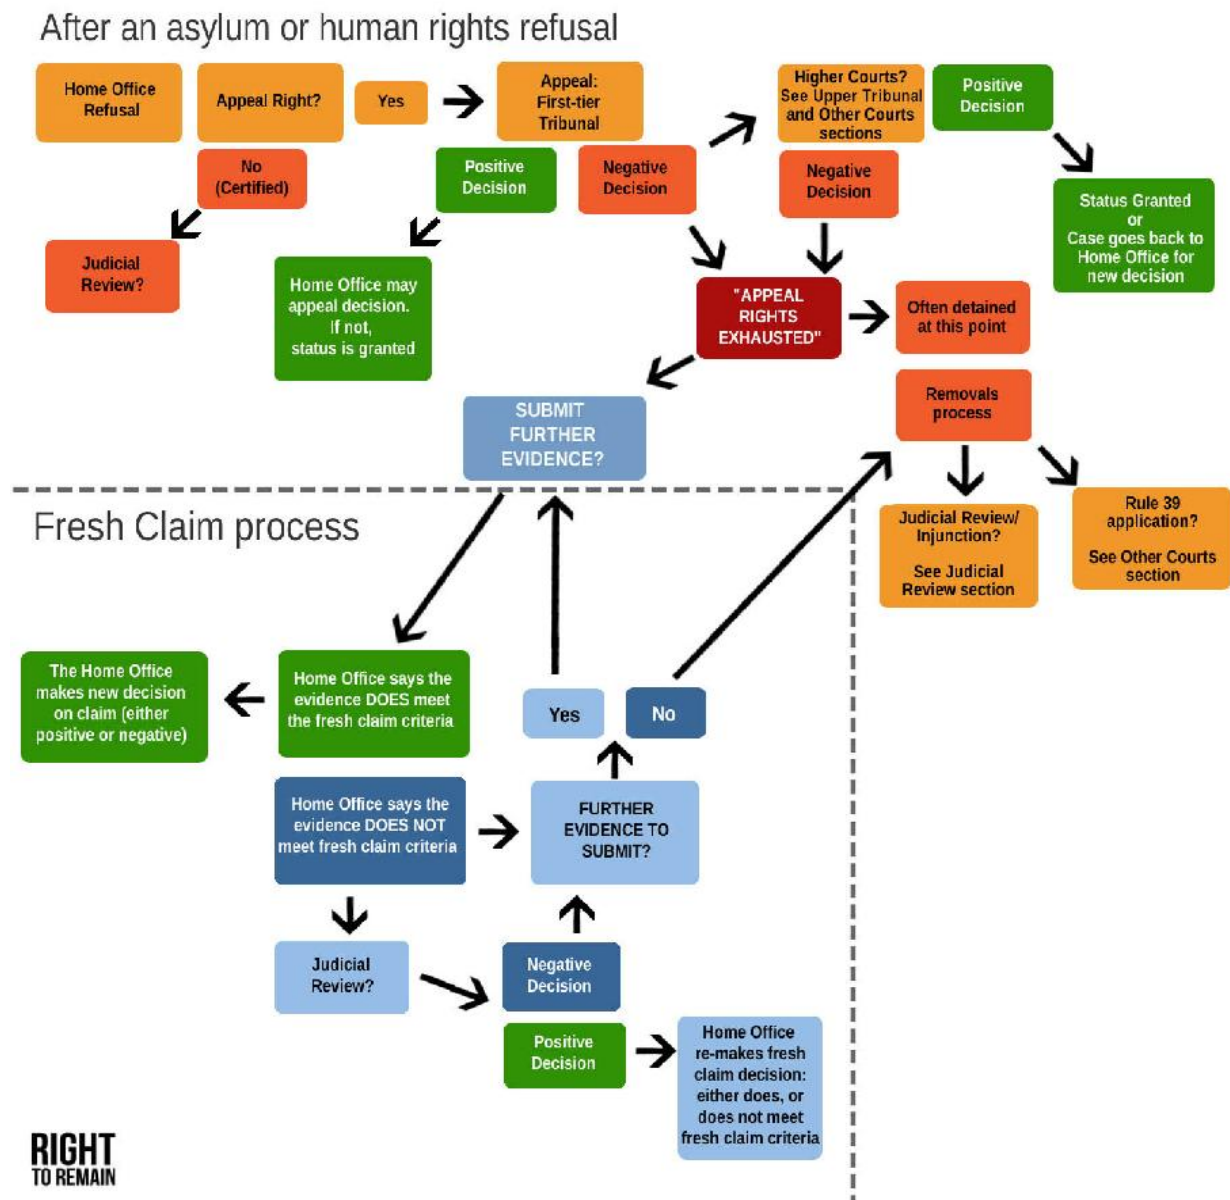 After an asylum or human rights refusal
Home Office
Refusal
Appeal Right?
Yes
Appeal:
First-tier
Tribunal
Higher Courts?
See Upper Tribunal
and Other Courts
sections
Positive
Decision
No
(Certified)
Positive
Decision
Negative
Decision
Negative
Decision
Judicial
Review?
Home Office may
appeal decision.
If not,
status is granted
Status Granted
or
Case goes back to
Home Office for
new decision
"APPEAL
RIGHTS
EXHAUSTED"
Often detained
at this point
Removals
process
SUBMIT
FURTHER
EVIDENCE?
Judicial Review/
Injunction?
See Judicial
Review section
Rule 39
application?
See Other Courts
section
Fresh Claim process
The Home Office
makes new decision
on claim (either
positive or negative)
Home Office says the
evidence DOES meet
the fresh claim criteria
Yes
No
Home Office says the
evidence DOES NOT
meet fresh claim criteria
FURTHER
EVIDENCE TO
SUBMIT?
Judicial
Review?
Negative
Decision
Positive
Decision
Home Office
re-makes fresh
claim decision:
either does, or
does not meet
fresh claim criteria
RIGHT
TO REMAIN